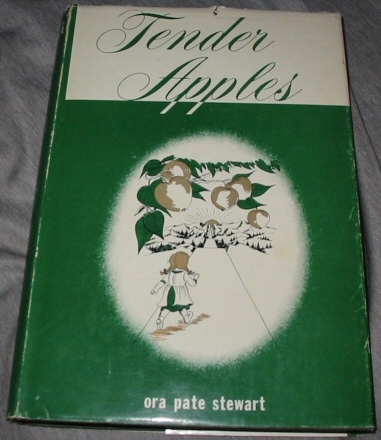 Tender
Apples
ora pate stewart